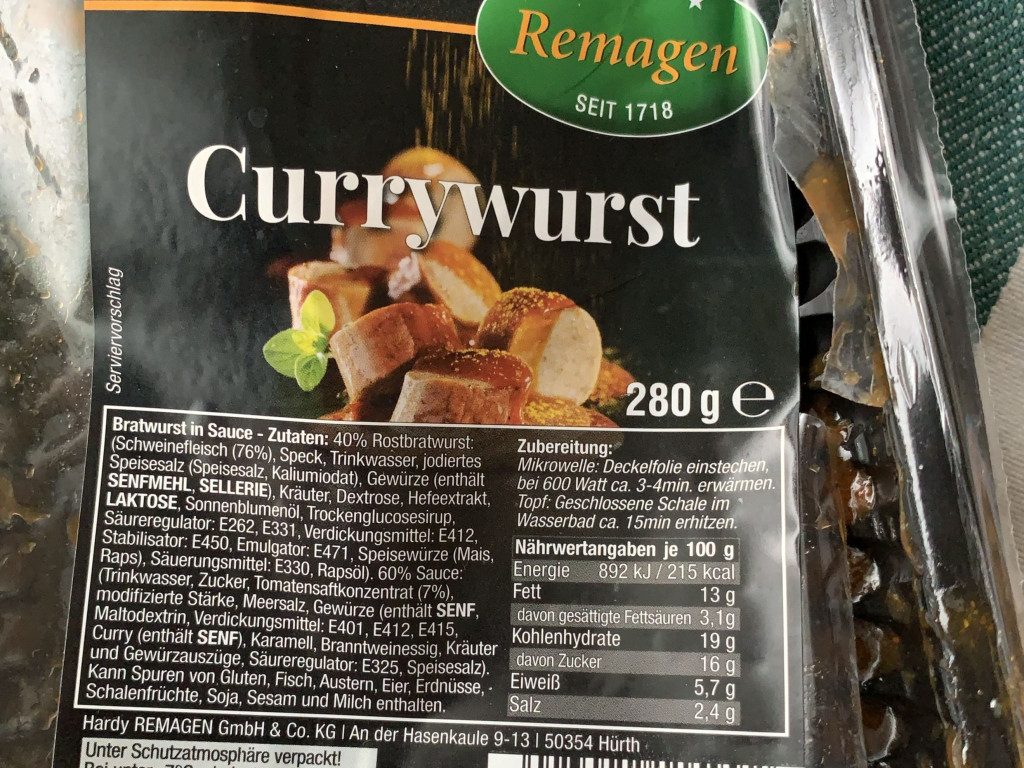 Remagen
SEIT 1718
Currywurst
Serviervorschlag
280 g e
Bratwurst in Sauce - Zutaten: 40% Rostbratwurst:
(Schweinefleisch (76%), Speck, Trinkwasser, jodiertes
Speisesalz (Speisesalz, Kaliumiodat), Gewürze (enthält
SENFMEHL, SELLERIE), Kräuter, Dextrose, Hefeextrakt,
LAKTOSE, Sonnenblumenöl, Trockenglucosesirup,
Säureregulator: E262, E331, Verdickungsmittel: E412,
Stabilisator: E450, Emulgator: E471, Speisewürze (Mais,
Raps), Säuerungsmittel: E330, Rapsöl). 60% Sauce:
(Trinkwasser, Zucker, Tomatensaftkonzentrat (7%),
modifizierte Stärke, Meersalz, Gewürze (enthält SENF,
Maltodextrin, Verdickungsmittel: E401, E412, E415,
Curry (enthält SENF), Karamell, Branntweinessig, Kräuter
und Gewürzauszüge, Säureregulator: E325, Speisesalz).
Kann Spuren von Gluten, Fisch, Austern, Eier, Erdnüsse,
Schalenfrüchte, Soja, Sesam und Milch enthalten.
Zubereitung:
Mikrowelle: Deckelfolie einstechen,
bei 600 Watt ca. 3-4min. erwärmen.
Topf: Geschlossene Schale im
Wasserbad ca. 15min erhitzen.
Nährwertangaben je 100 g
Energie 892 kJ / 215 kcal
Fett 13 g
davon gesättigte Fettsäuren 3,1g
Kohlenhydrate 19 g
davon Zucker 16 g
Eiweiß 5,7 g
Salz 2,4 g
Hardy REMAGEN GmbH & Co. KG | An der Hasenkaule 9-13 | 50354 Hürth
Unter Schutzatmosphäre verpackt!